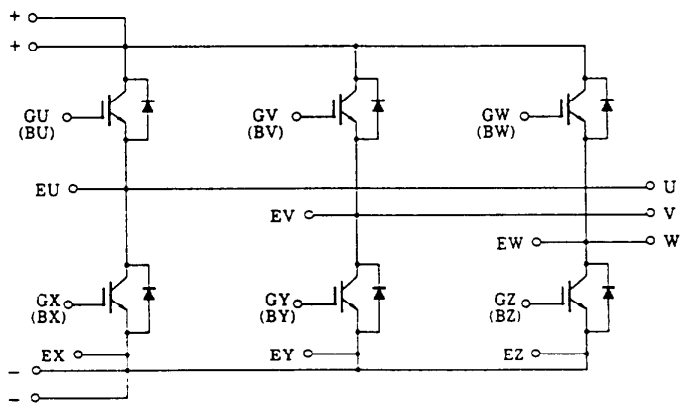 +
+
GU
(BU)
GV
(BV)
GW
(BW)
EU
U
EV
V
EW
W
GX
(BX)
GY
(BY)
GZ
(BZ)
EX
EY
EZ
−
−